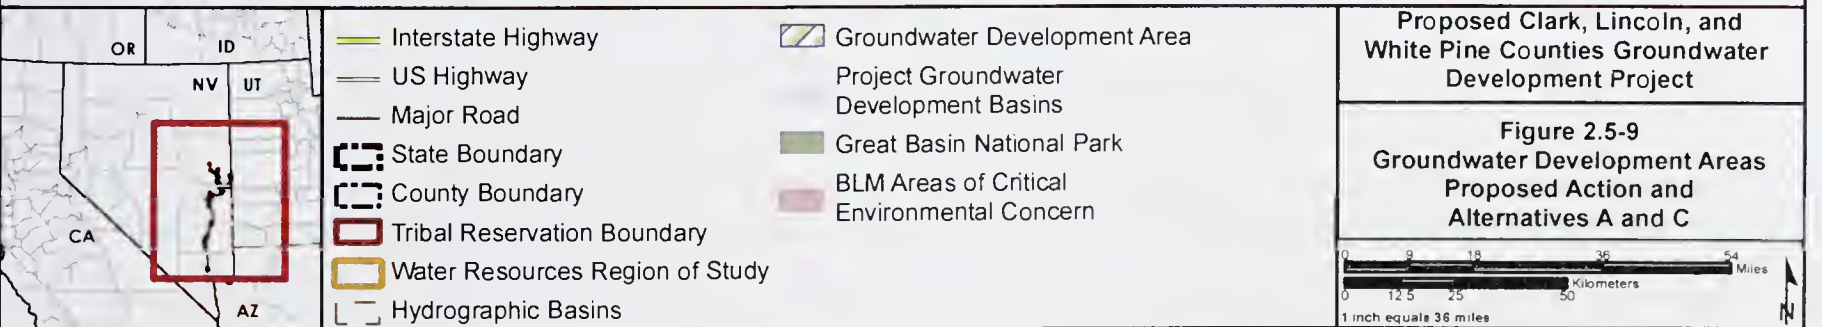 OR
ID
NV
UT
CA
AZ
Interstate Highway
US Highway
Major Road
State Boundary
County Boundary
Tribal Reservation Boundary
Water Resources Region of Study
Hydrographic Basins
Groundwater Development Area
Project Groundwater
Development Basins
Great Basin National Park
BLM Areas of Critical
Environmental Concern
Proposed Clark, Lincoln, and
White Pine Counties Groundwater
Development Project
Figure 2.5-9
Groundwater Development Areas
Proposed Action and
Alternatives A and C
0 9 18 36 54
Miles
Kilometers
0 12 5 25 50
1 inch equals 36 miles
N